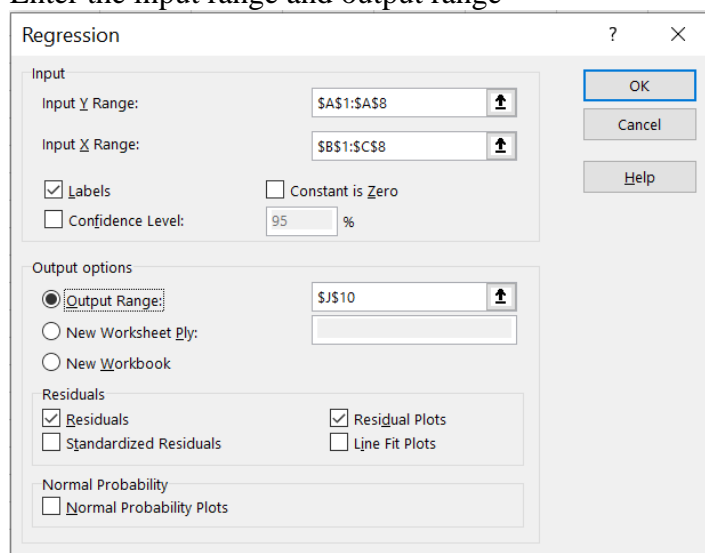 Enter the input range and output range
Regression ? ×
Input
Input Y Range: $A$1:$A$8
Input X Range: $B$1:$C$8
Labels Constant is Zero
Confidence Level: 95 %
OK
Cancel
Help
Output options
Output Range: $J$10
New Worksheet Ply:
New Workbook
Residuals
Residuals Residual Plots
Standardized Residuals Line Fit Plots
Normal Probability
Normal Probability Plots